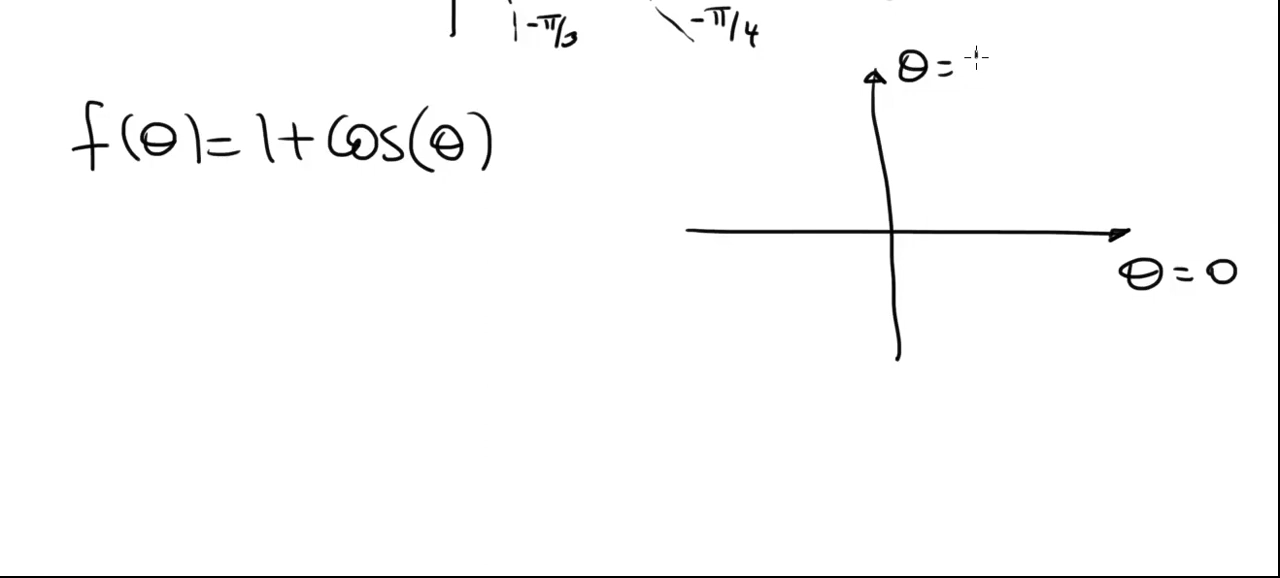 -π/3 -π/4
θ =
f(θ)=1+cos(θ)
θ = 0